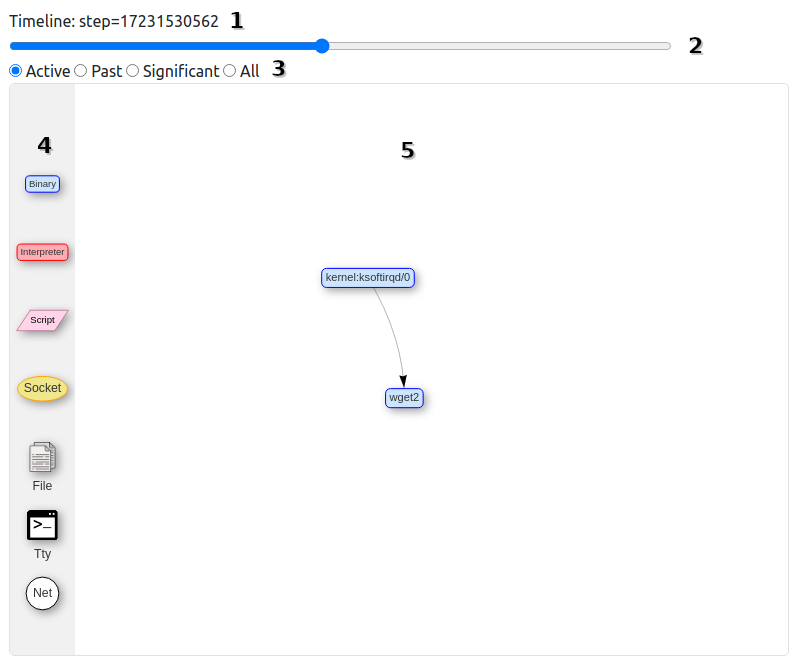 Timeline: step=17231530562 1
2
Active Past Significant All 3
4
5
Binary
Interpreter
kernel:ksoftirqd/0
Script
Socket
wget2
File
>_
Tty
Net